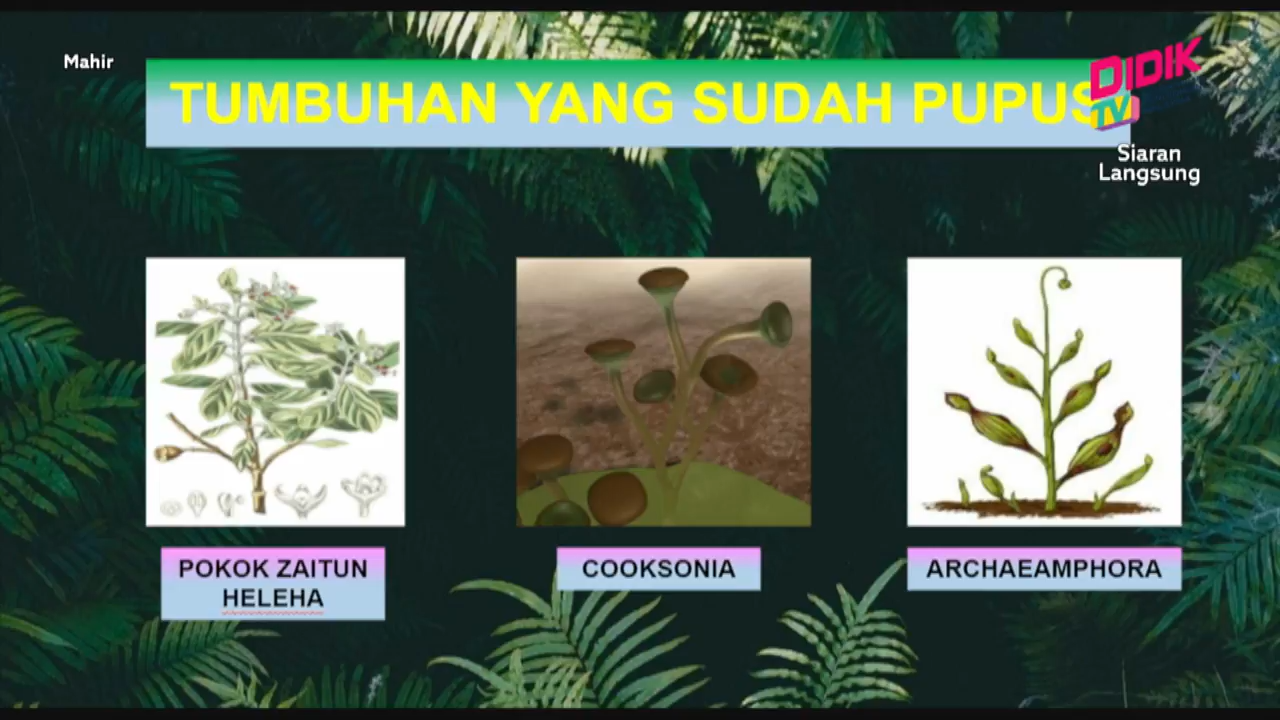 Mahir
TUMBUHAN YANG SUDAH PUPUS
DIDIK
TV
Siaran
Langsung
POKOK ZAITUN
HELEHA
COOKSONIA
ARCHAEAMPHORA